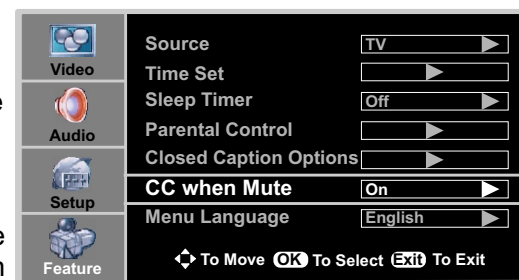 Video
Audio
Setup
Feature
Source TV
Time Set
Sleep Timer Off
Parental Control
Closed Caption Options
CC when Mute On
Menu Language English
To Move OK To Select Exit To Exit